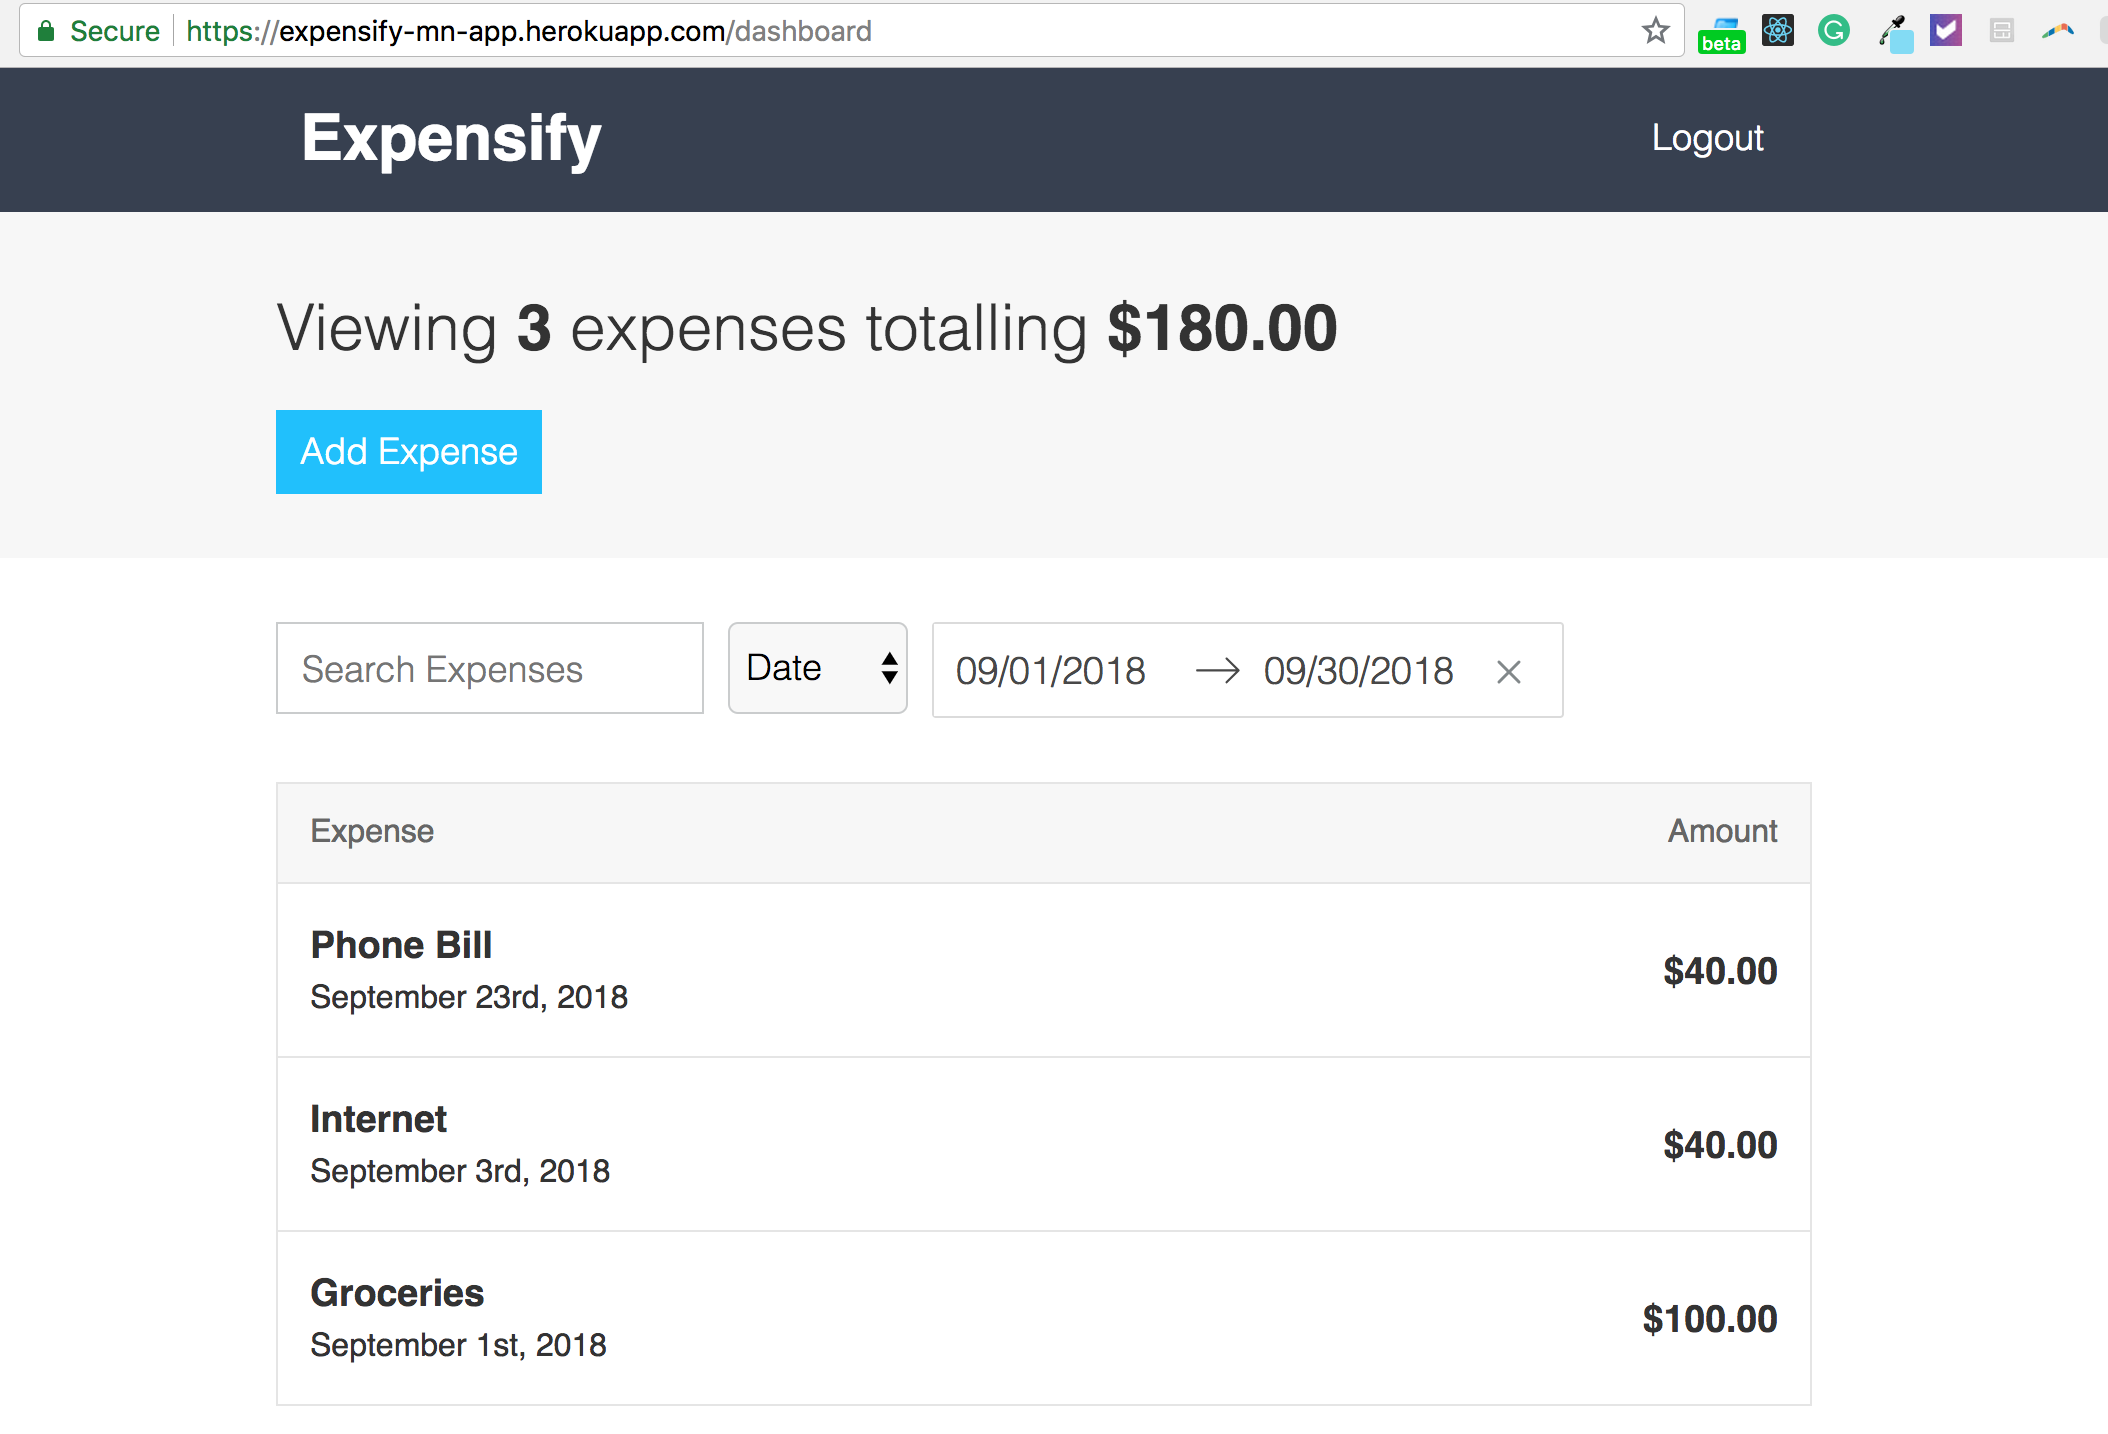 Secure https://expensify-mn-app.herokuapp.com/dashboard
beta
Expensify Logout
Viewing 3 expenses totalling $180.00
Add Expense
Search Expenses Date 09/01/2018 → 09/30/2018
Expense Amount
Phone Bill
September 23rd, 2018
$40.00
Internet
September 3rd, 2018
$40.00
Groceries
September 1st, 2018
$100.00